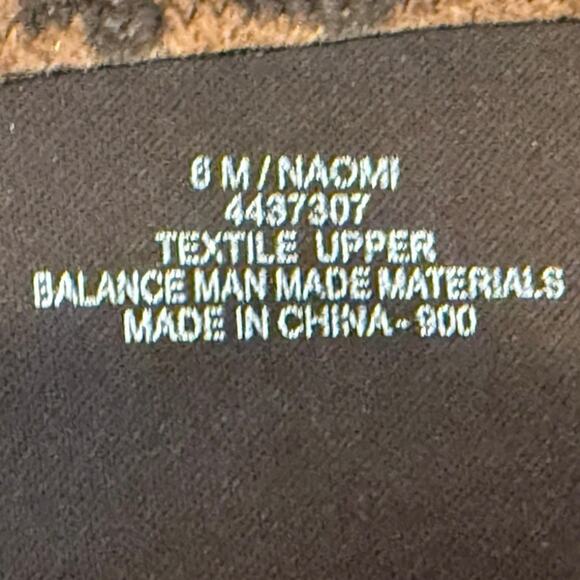 6 M / NAOMI
4437307
TEXTILE UPPER
BALANCE MAN MADE MATERIALS
MADE IN CHINA - 900